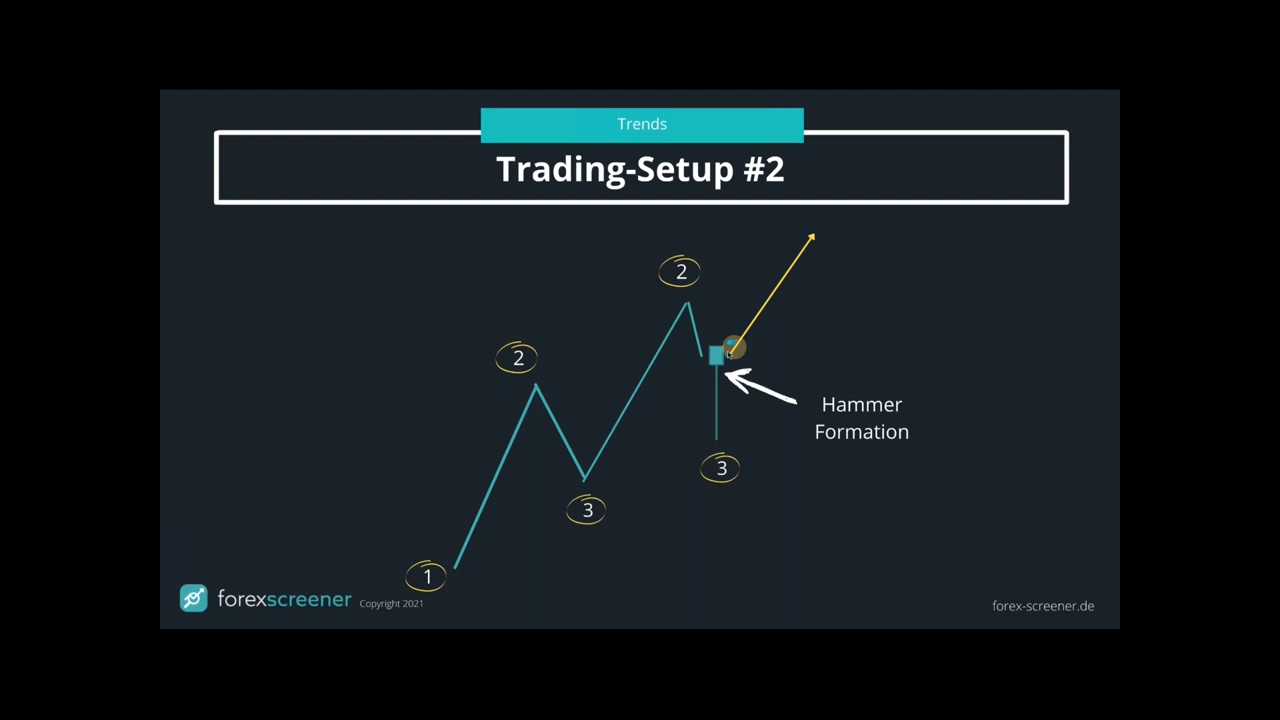 Trends
Trading-Setup #2
2
2
Hammer
Formation
3
3
1
forexscreener
Copyright 2021
forex-screener.de